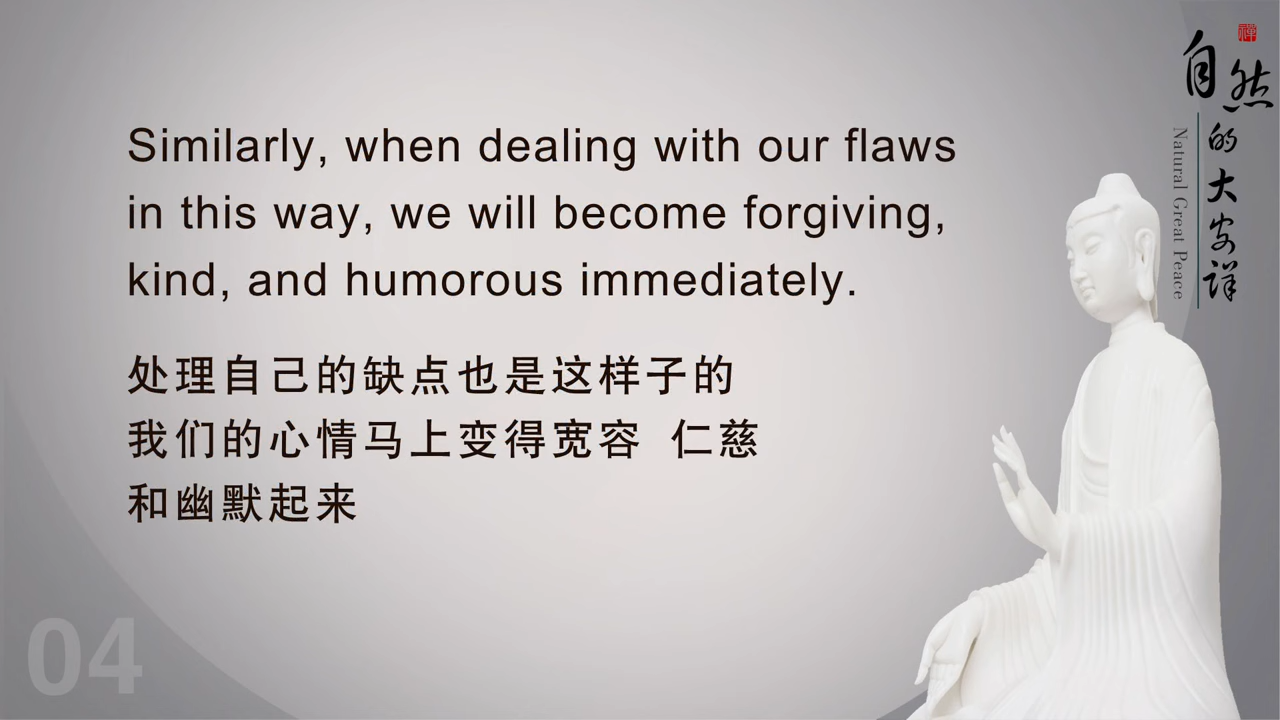 Similarly, when dealing with our flaws
in this way, we will become forgiving,
kind, and humorous immediately.
处理自己的缺点也是这样子的
我们的心情马上变得宽容 仁慈
和幽默起来
自然的大安详
Natural Great Peace
禅
04